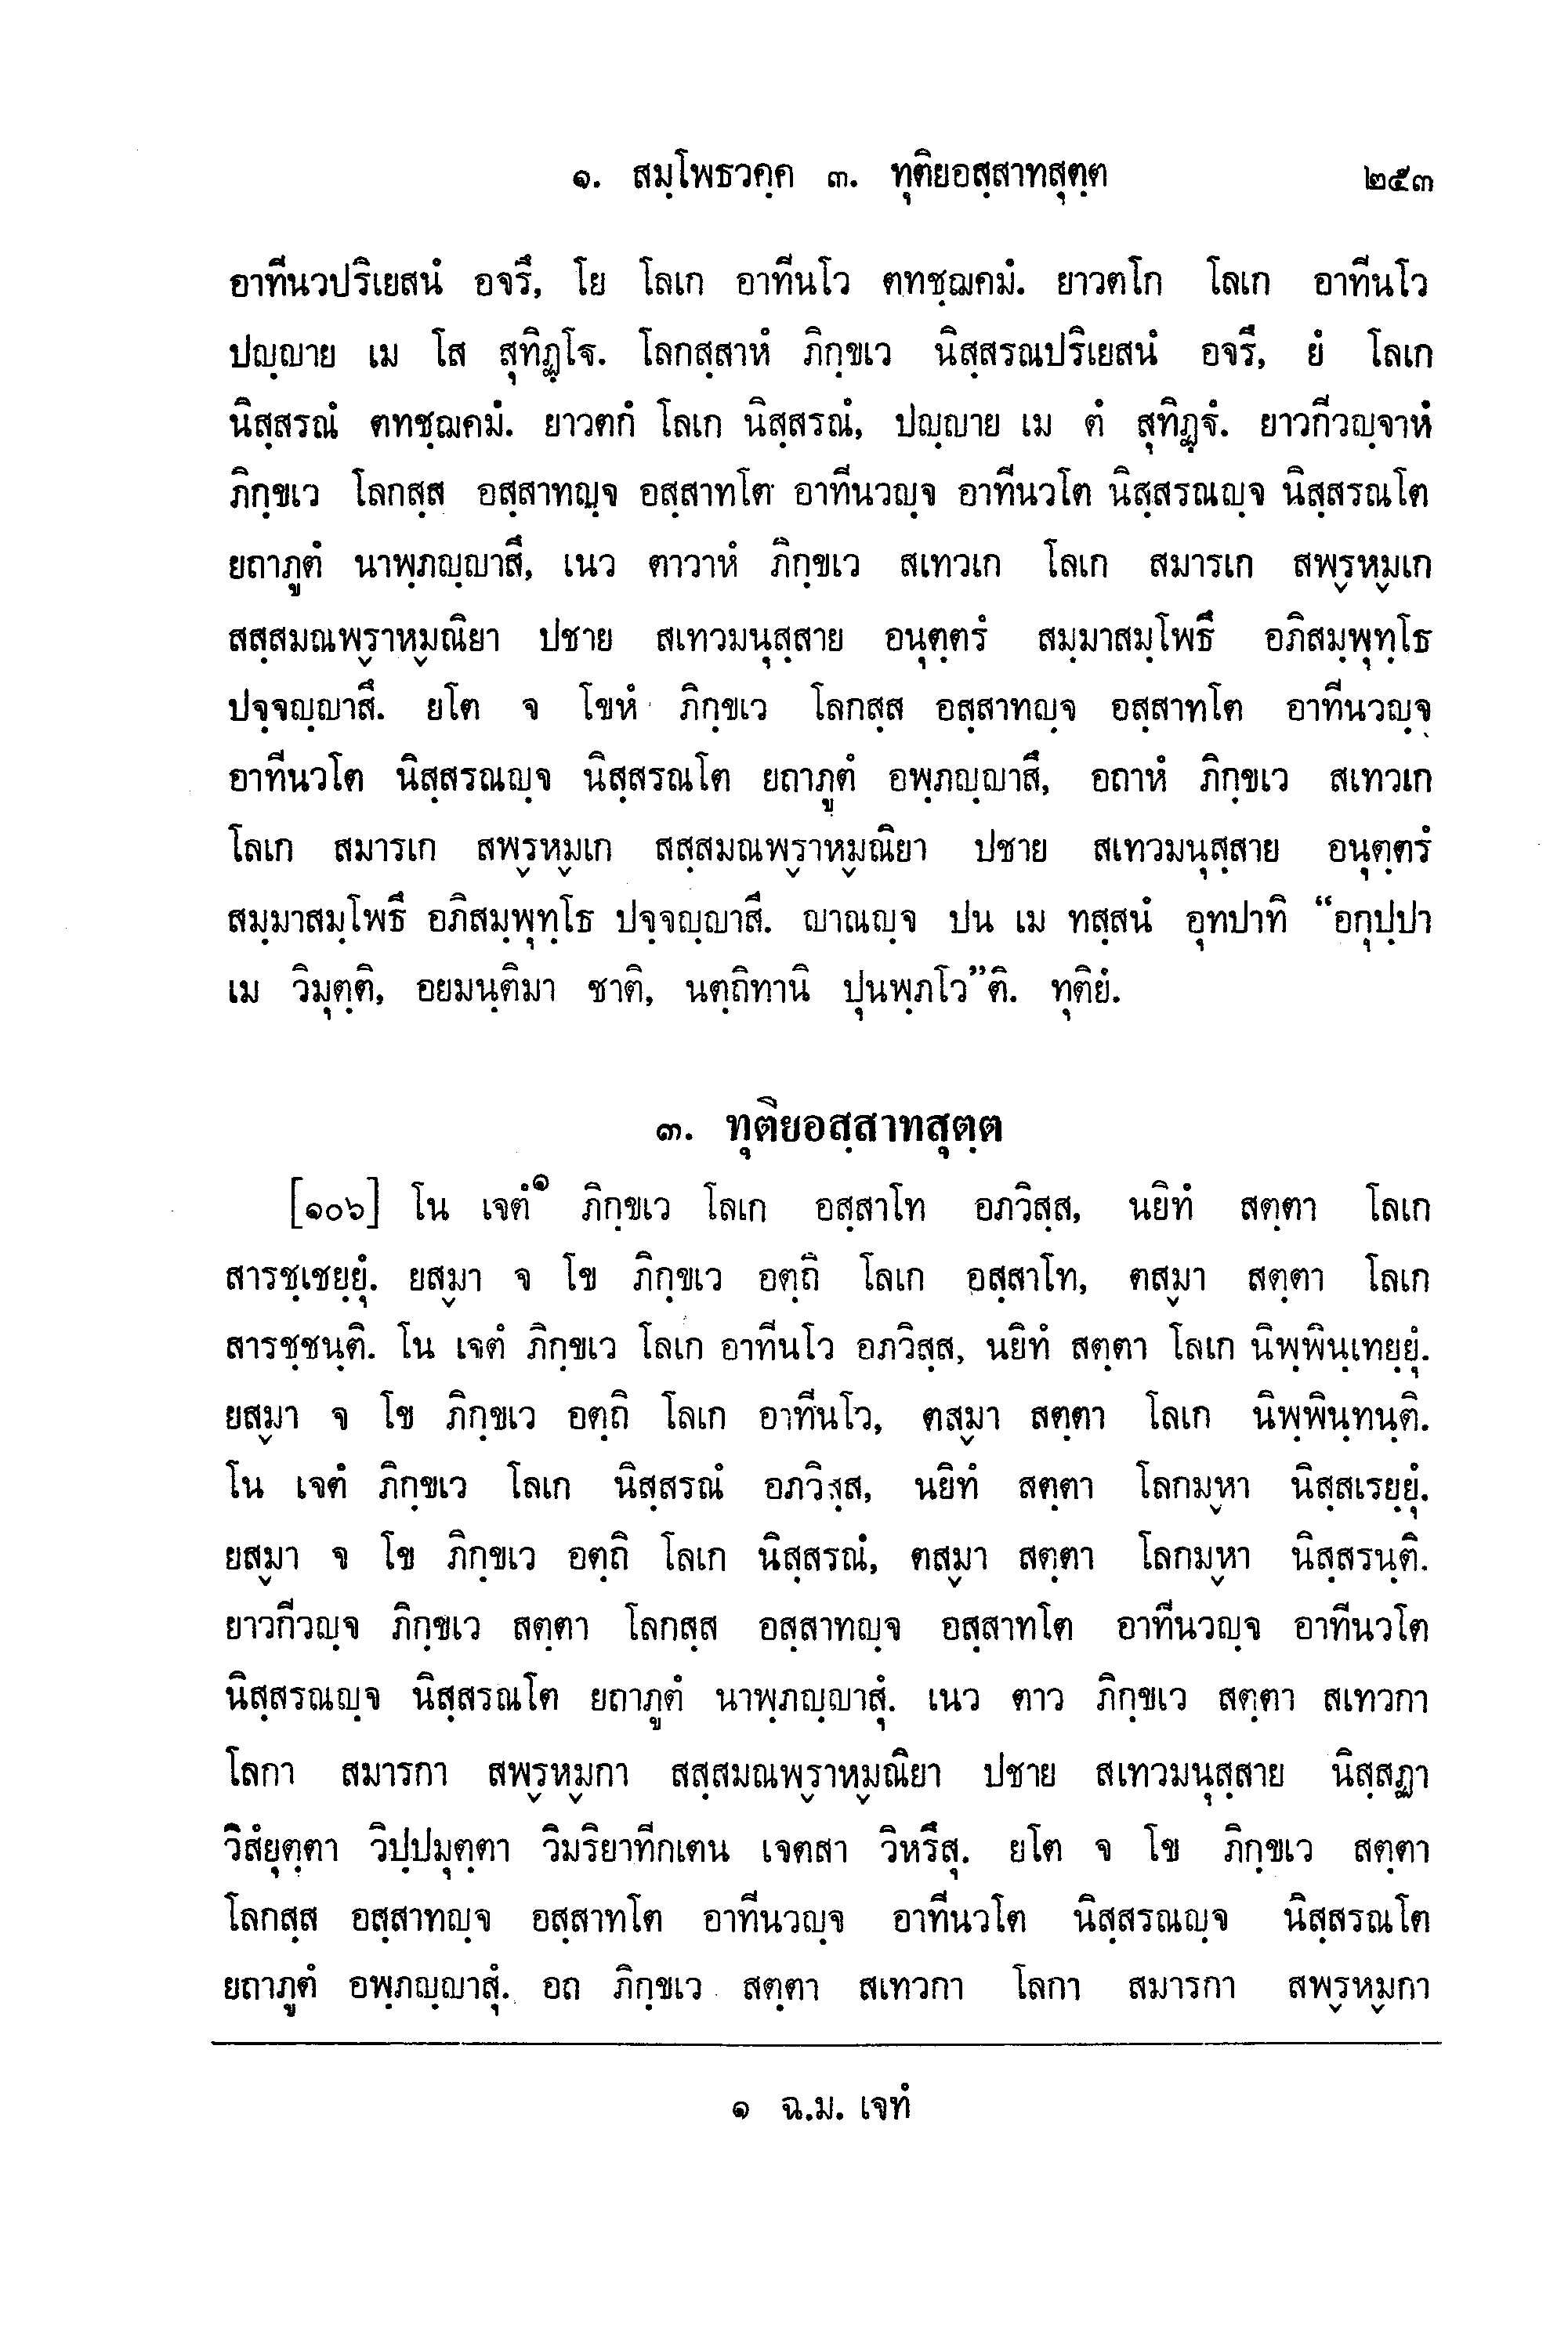 ๑. สมฺโพธวคฺค ๓. ทุติยอสฺสาทสุตฺต ๒๕๓
อาทีนวปริเยสนํ อจรึ, โย โลเก อาทีนโว ตทชฺฌคมํ. ยาวตโก โลเก อาทีนโว
ปญฺญาย เม โส สุทิฏฺโฐ. โลกสฺสาหํ ภิกฺขเว นิสฺสรณปริเยสนํ อจรึ, ยํ โลเก
นิสฺสรณํ ตทชฺฌคมํ. ยาวตกํ โลเก นิสฺสรณํ, ปญฺญาย เม ตํ สุทิฏฺฐํ. ยาวกีวญฺจาหํ
ภิกฺขเว โลกสฺส อสฺสาทญฺจ อสฺสาทโต อาทีนวญฺจ อาทีนวโต นิสฺสรณญฺจ นิสฺสรณโต
ยถาภูตํ นาพฺภญฺญาสึ, เนว ตาวาหํ ภิกฺขเว สเทวเก โลเก สมารเก สพฺรหฺมเก
สสฺสมณพฺราหฺมณิยา ปชาย สเทวมนุสฺสาย อนุตฺตรํ สมฺมาสมฺโพธึ อภิสมฺพุทฺโธ
ปจฺจญฺญาสึ. ยโต จ โขหํ ภิกฺขเว โลกสฺส อสฺสาทญฺจ อสฺสาทโต อาทีนวญฺจ
อาทีนวโต นิสฺสรณญฺจ นิสฺสรณโต ยถาภูตํ อพฺภญฺญาสึ, อถาหํ ภิกฺขเว สเทวเก
โลเก สมารเก สพฺรหฺมเก สสฺสมณพฺราหฺมณิยา ปชาย สเทวมนุสฺสาย อนุตฺตรํ
สมฺมาสมฺโพธึ อภิสมฺพุทฺโธ ปจฺจญฺญาสึ. ญาณญฺจ ปน เม ทสฺสนํ อุทปาทิ “อกุปฺปา
เม วิมุตฺติ, อยมนฺติมา ชาติ, นตฺถิทานิ ปุนพฺภโว”ติ. ทุติยํ.
๓. ทุติยอสฺสาทสุตฺต
[๑๐๖] โน เจตํ๑ ภิกฺขเว โลเก อสฺสาโท อภวิสฺส, นยิทํ สตฺตา โลเก
สารชฺเชยฺยุํ. ยสฺมา จ โข ภิกฺขเว อตฺถิ โลเก อสฺสาโท, ตสฺมา สตฺตา โลเก
สารชฺชนฺติ. โน เจตํ ภิกฺขเว โลเก อาทีนโว อภวิสฺส, นยิทํ สตฺตา โลเก นิพฺพินฺเทยฺยุํ.
ยสฺมา จ โข ภิกฺขเว อตฺถิ โลเก อาทีนโว, ตสฺมา สตฺตา โลเก นิพฺพินฺทนฺติ.
โน เจตํ ภิกฺขเว โลเก นิสฺสรณํ อภวิสฺส, นยิทํ สตฺตา โลกมฺหา นิสฺสเรยฺยุํ.
ยสฺมา จ โข ภิกฺขเว อตฺถิ โลเก นิสฺสรณํ, ตสฺมา สตฺตา โลกมฺหา นิสฺสรนฺติ.
ยาวกีวญฺจ ภิกฺขเว สตฺตา โลกสฺส อสฺสาทญฺจ อสฺสาทโต อาทีนวญฺจ อาทีนวโต
นิสฺสรณญฺจ นิสฺสรณโต ยถาภูตํ นาพฺภญฺญาสุํ. เนว ตาว ภิกฺขเว สตฺตา สเทวกา
โลกา สมารกา สพฺรหฺมกา สสฺสมณพฺราหฺมณิยา ปชาย สเทวมนุสฺสาย นิสฺสฏา
วิสํยุตฺตา วิปฺปมุตฺตา วิมริยาทีกเตน เจตสา วิหรึสุ. ยโต จ โข ภิกฺขเว สตฺตา
โลกสฺส อสฺสาทญฺจ อสฺสาทโต อาทีนวญฺจ อาทีนวโต นิสฺสรณญฺจ นิสฺสรณโต
ยถาภูตํ อพฺภญฺญาสุํ. อถ ภิกฺขเว สตฺตา สเทวกา โลกา สมารกา สพฺรหฺมกา
๑ ฉ.ม. เจทํ